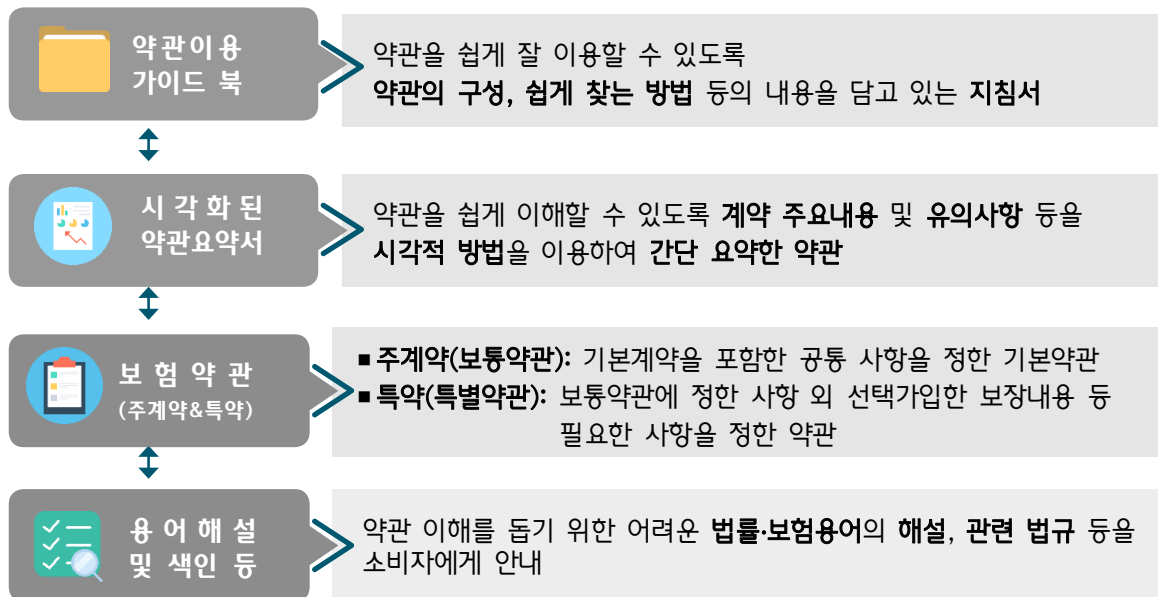 약관이용
가이드 북
약관을 쉽게 잘 이용할 수 있도록
약관의 구성, 쉽게 찾는 방법 등의 내용을 담고 있는 지침서
시각화된
약관요약서
약관을 쉽게 이해할 수 있도록 계약 주요내용 및 유의사항 등을
시각적 방법을 이용하여 간단 요약한 약관
보험약관
(주계약&특약)
▪주계약(보통약관): 기본계약을 포함한 공통 사항을 정한 기본약관
▪특약(특별약관): 보통약관에 정한 사항 외 선택가입한 보장내용 등
필요한 사항을 정한 약관
용어해설
및 색인 등
약관 이해를 돕기 위한 어려운 법률·보험용어의 해설, 관련 법규 등을
소비자에게 안내